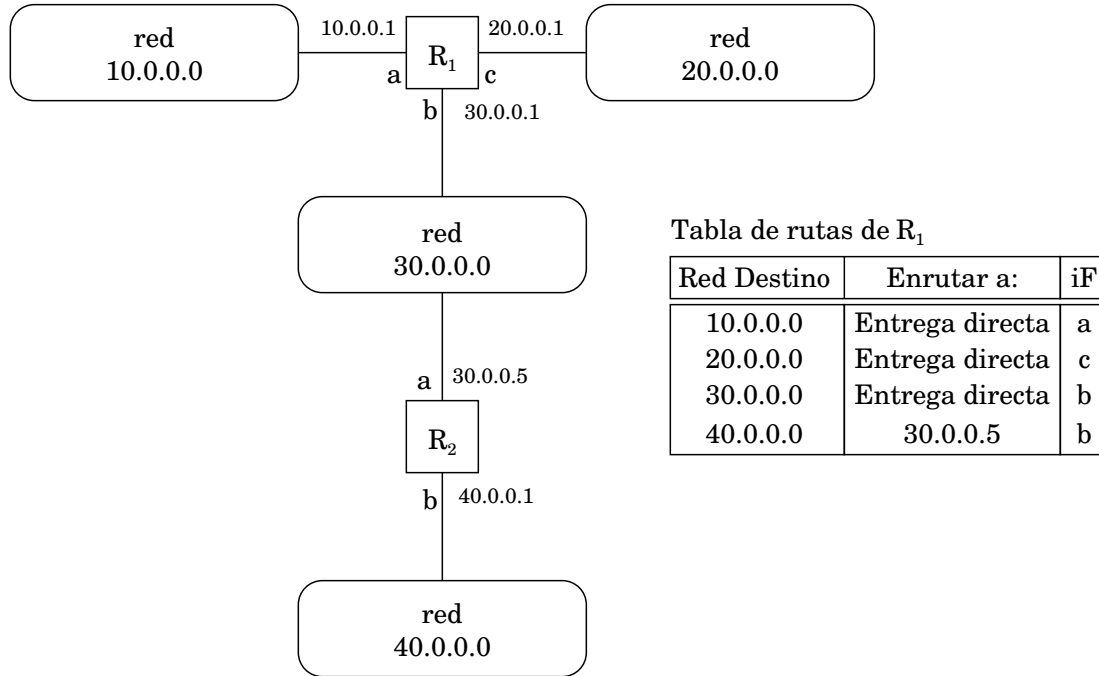 red
10.0.0.0
10.0.0.1
R₁
20.0.0.1
red
20.0.0.0
a
c
b
30.0.0.1
red
30.0.0.0
a
30.0.0.5
R₂
b
40.0.0.1
red
40.0.0.0
Tabla de rutas de R₁
Red Destino Enrutar a: iF
10.0.0.0 Entrega directa a
20.0.0.0 Entrega directa c
30.0.0.0 Entrega directa b
40.0.0.0 30.0.0.5 b